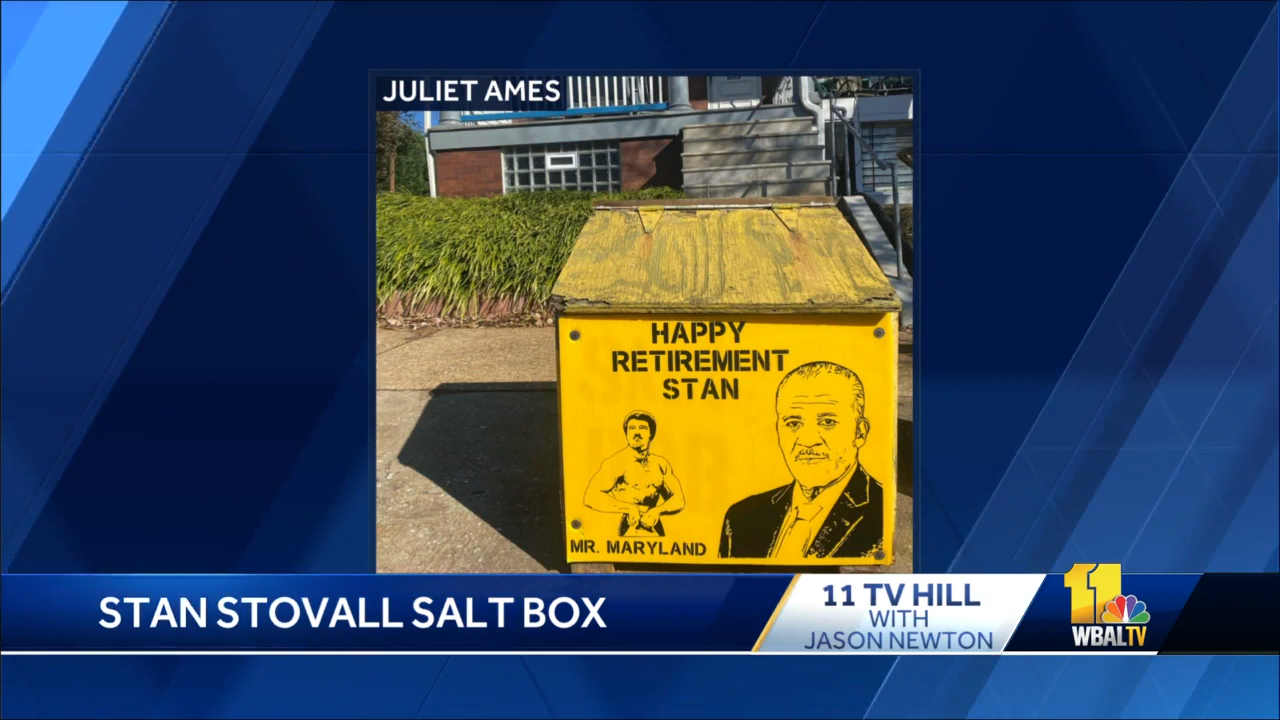 JULIET AMES
HAPPY
RETIREMENT
STAN
MR. MARYLAND
STAN STOVALL SALT BOX
11 TV HILL
WITH
JASON NEWTON
11
WBALTV